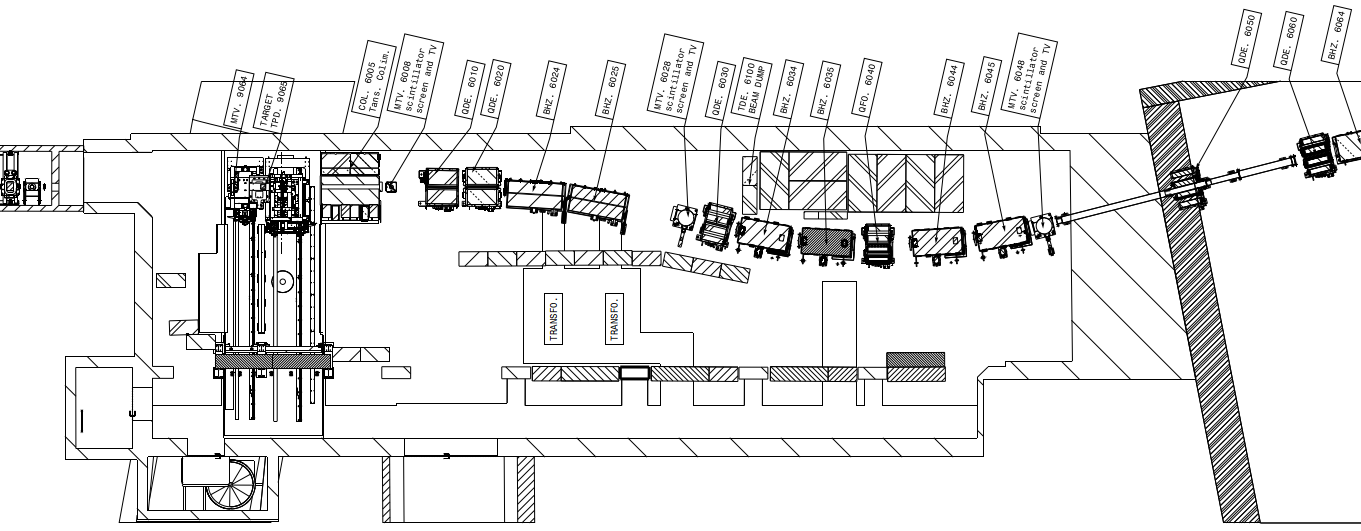 MTV. 9064
TARGET
TPD. 9065
COL. 6005
Tans. Colim.
MTV. 6008
scintillator
screen and TV
QDE. 6010
QDE. 6020
BHZ. 6024
BHZ. 6025
MTV. 6028
scintillator
screen and TV
QDE. 6030
TDE. 6100
BEAM DUMP
BHZ. 6034
BHZ. 6035
QFO. 6040
BHZ. 6044
BHZ. 6045
MTV. 6048
scintillator
screen and TV
QDE. 6050
QDE. 6060
BHZ. 6064
TRANSFO.
TRANSFO.